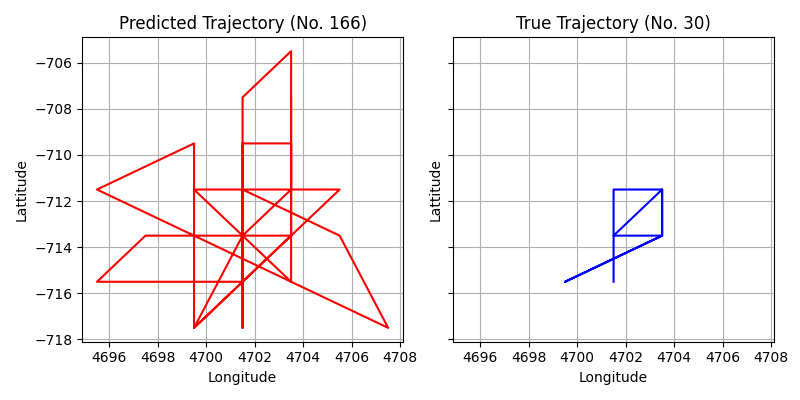 Predicted Trajectory (No. 166)
True Trajectory (No. 30)
−706
−708
−710
−712
−714
−716
−718
Lattitude
Lattitude
4696 4698 4700 4702 4704 4706 4708
4696 4698 4700 4702 4704 4706 4708
Longitude
Longitude